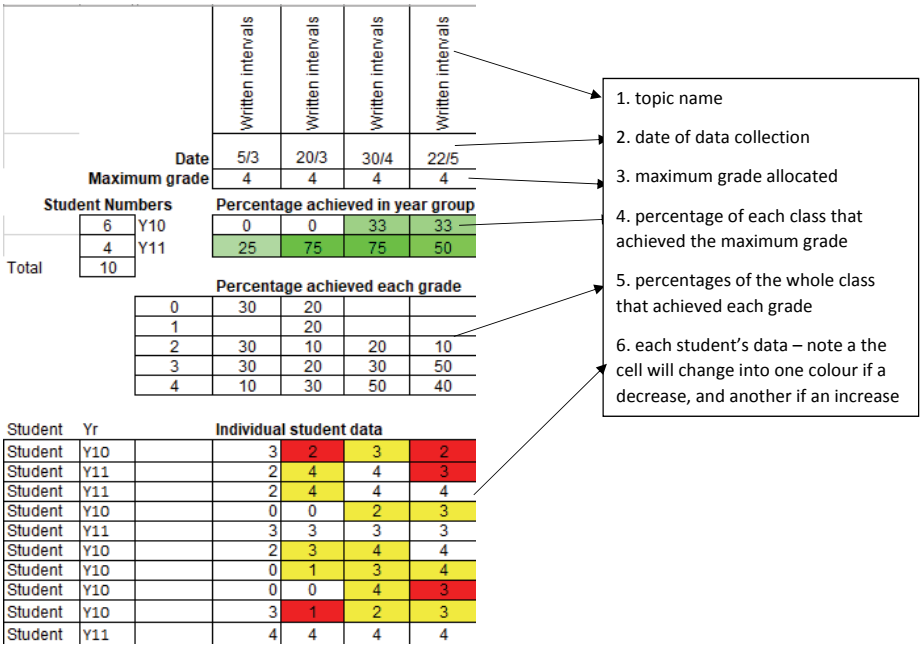 Written intervals Written intervals Written intervals Written intervals
Date 5/3 20/3 30/4 22/5
Maximum grade 4 4 4 4
Student Numbers Percentage achieved in year group
6 Y10 0 0 33 33
4 Y11 25 75 75 50
Total 10
Percentage achieved each grade
0 30 20
1 20
2 30 10 20 10
3 30 20 30 50
4 10 30 50 40
Student Yr Individual student data
Student Y10 3 2 3 2
Student Y11 2 4 4 3
Student Y11 2 4 4 4
Student Y10 0 0 2 3
Student Y11 3 3 3 3
Student Y10 2 3 4 4
Student Y10 0 1 3 4
Student Y10 0 0 4 3
Student Y10 3 1 2 3
Student Y11 4 4 4 4
1. topic name
2. date of data collection
3. maximum grade allocated
4. percentage of each class that
achieved the maximum grade
5. percentages of the whole class
that achieved each grade
6. each student's data – note a the
cell will change into one colour if a
decrease, and another if an increase